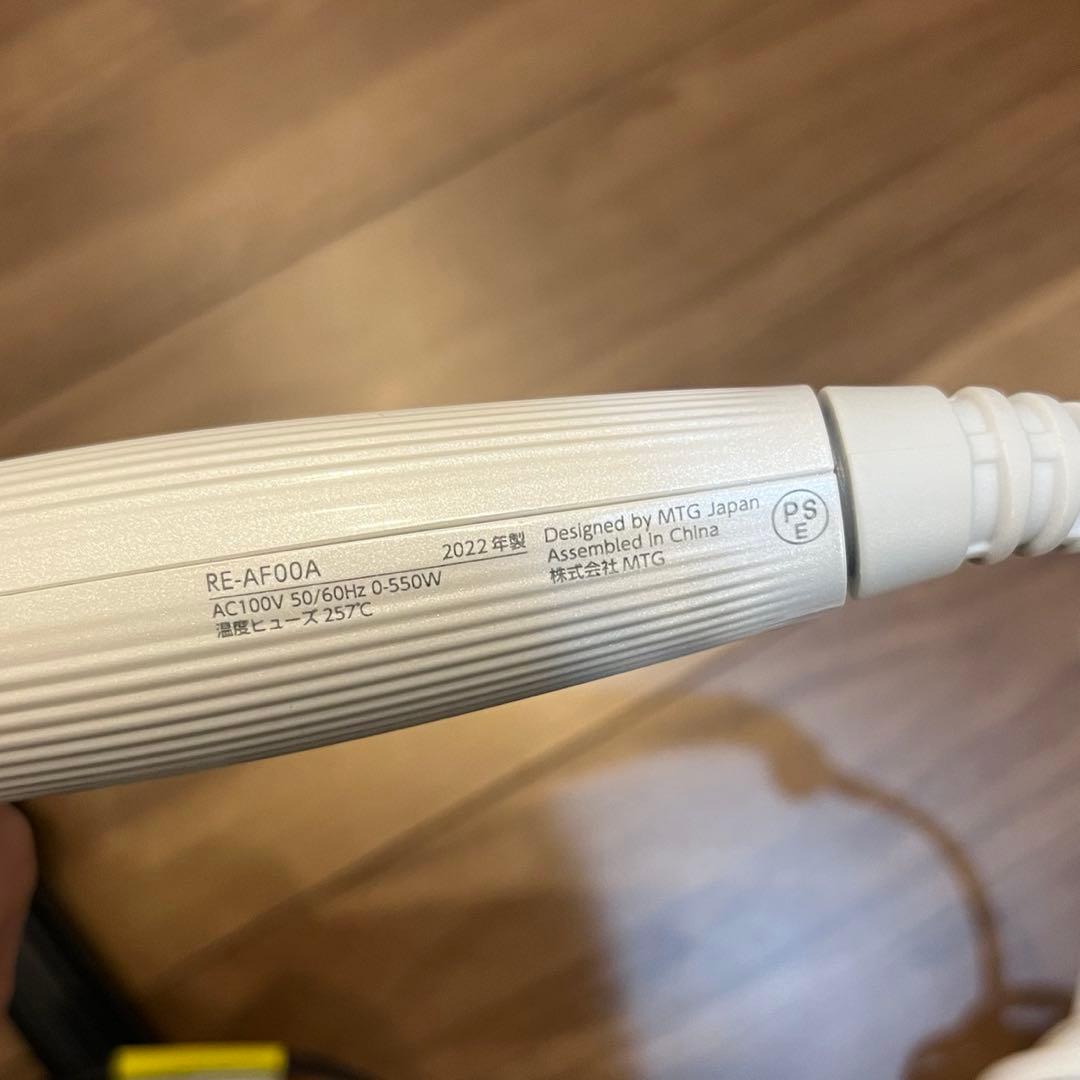 RE-AF00A
2022年製
AC100V 50/60Hz 0-550W
温度ヒューズ 257℃
Designed by MTG Japan
Assembled in China
株式会社 MTG
PS
E